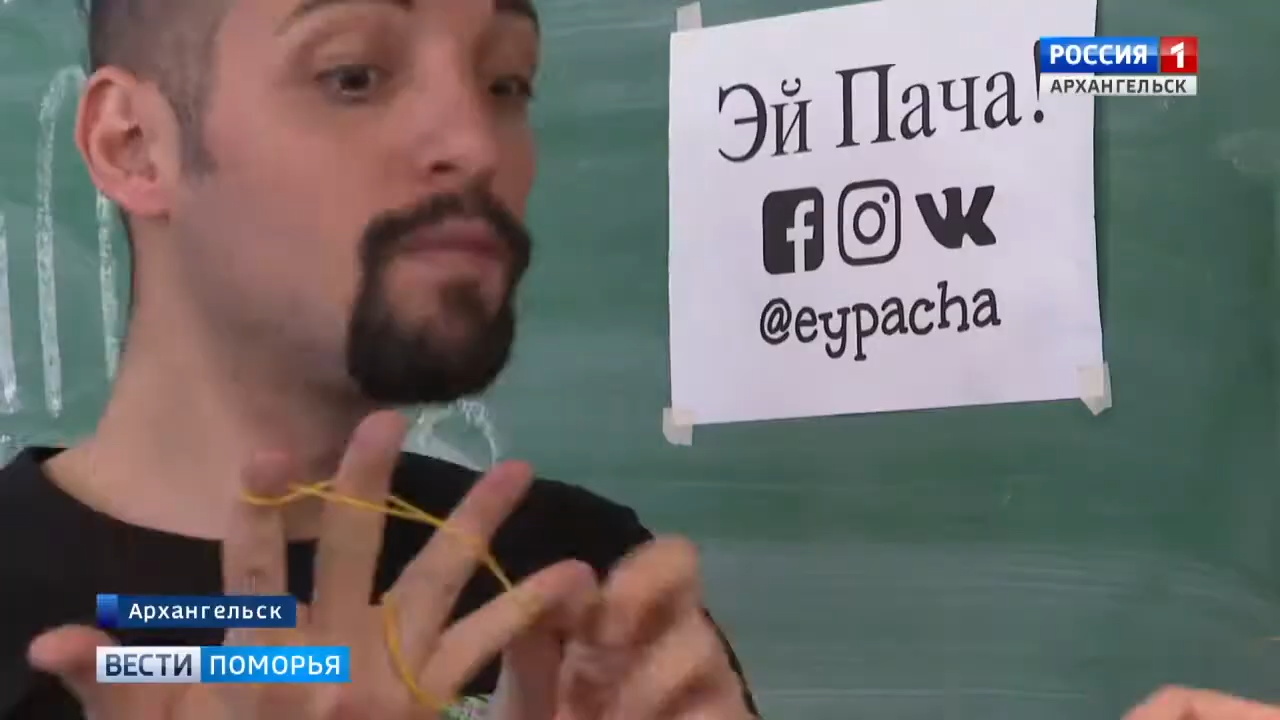 Эй Пача!
@eypacha
РОССИЯ 1
АРХАНГЕЛЬСК
Архангельск
ВЕСТИ ПОМОРЬЯ